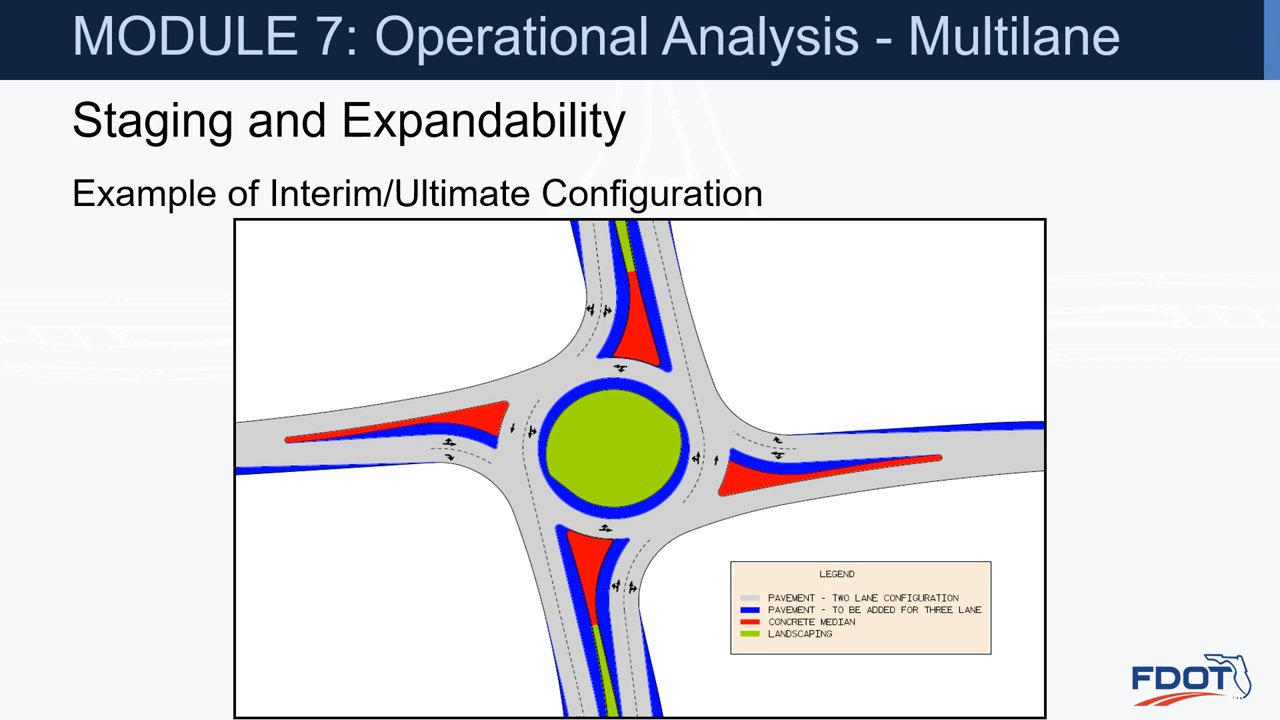 MODULE 7: Operational Analysis - Multilane
Staging and Expandability
Example of Interim/Ultimate Configuration
LEGEND
PAVEMENT - TWO LANE CONFIGURATION
PAVEMENT - TO BE ADDED FOR THREE LANE
CONCRETE MEDIAN
LANDSCAPING
FDOT